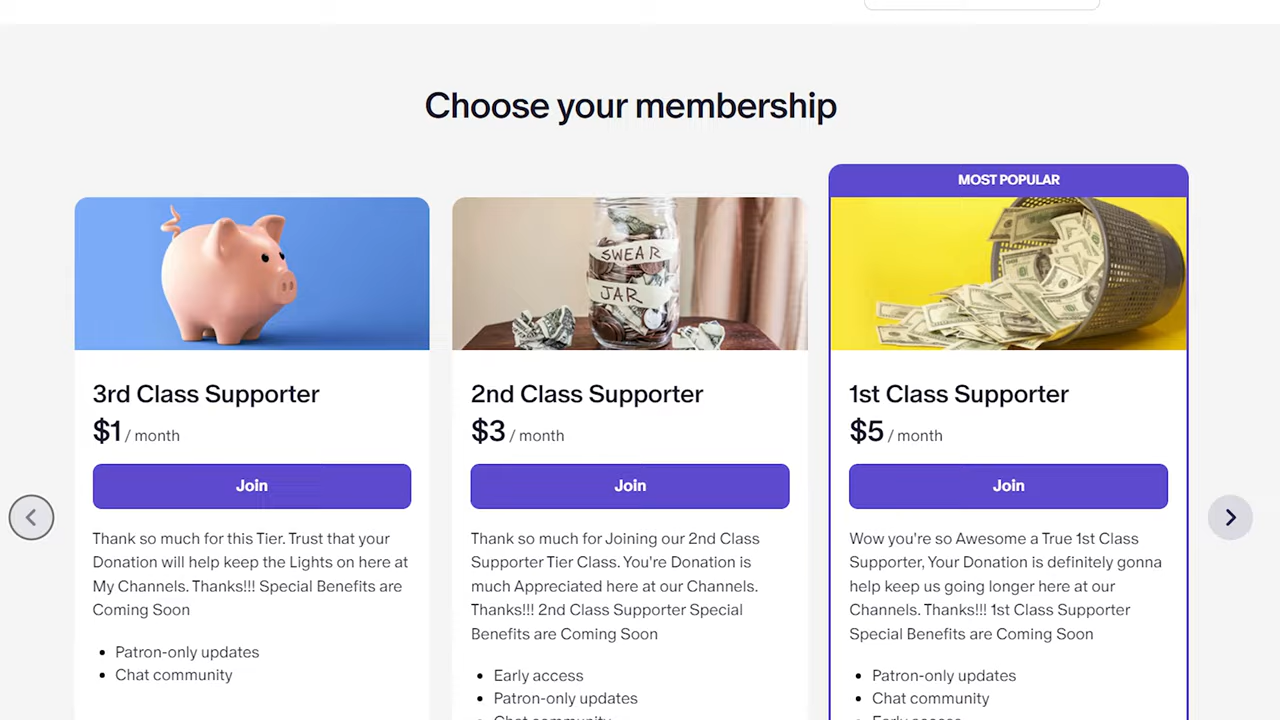 Choose your membership
MOST POPULAR
SWEAR
JAR
3rd Class Supporter
$1 / month
Join
Thank so much for this Tier. Trust that your
Donation will help keep the Lights on here at
My Channels. Thanks!!! Special Benefits are
Coming Soon
Patron-only updates
Chat community
2nd Class Supporter
$3 / month
Join
Thank so much for Joining our 2nd Class
Supporter Tier Class. You're Donation is
much Appreciated here at our Channels.
Thanks!!! 2nd Class Supporter Special
Benefits are Coming Soon
Early access
Patron-only updates
Chat community
1st Class Supporter
$5 / month
Join
Wow you're so Awesome a True 1st Class
Supporter, Your Donation is definitely gonna
help keep us going longer here at our
Channels. Thanks!!! 1st Class Supporter
Special Benefits are Coming Soon
Patron-only updates
Chat community
Early access